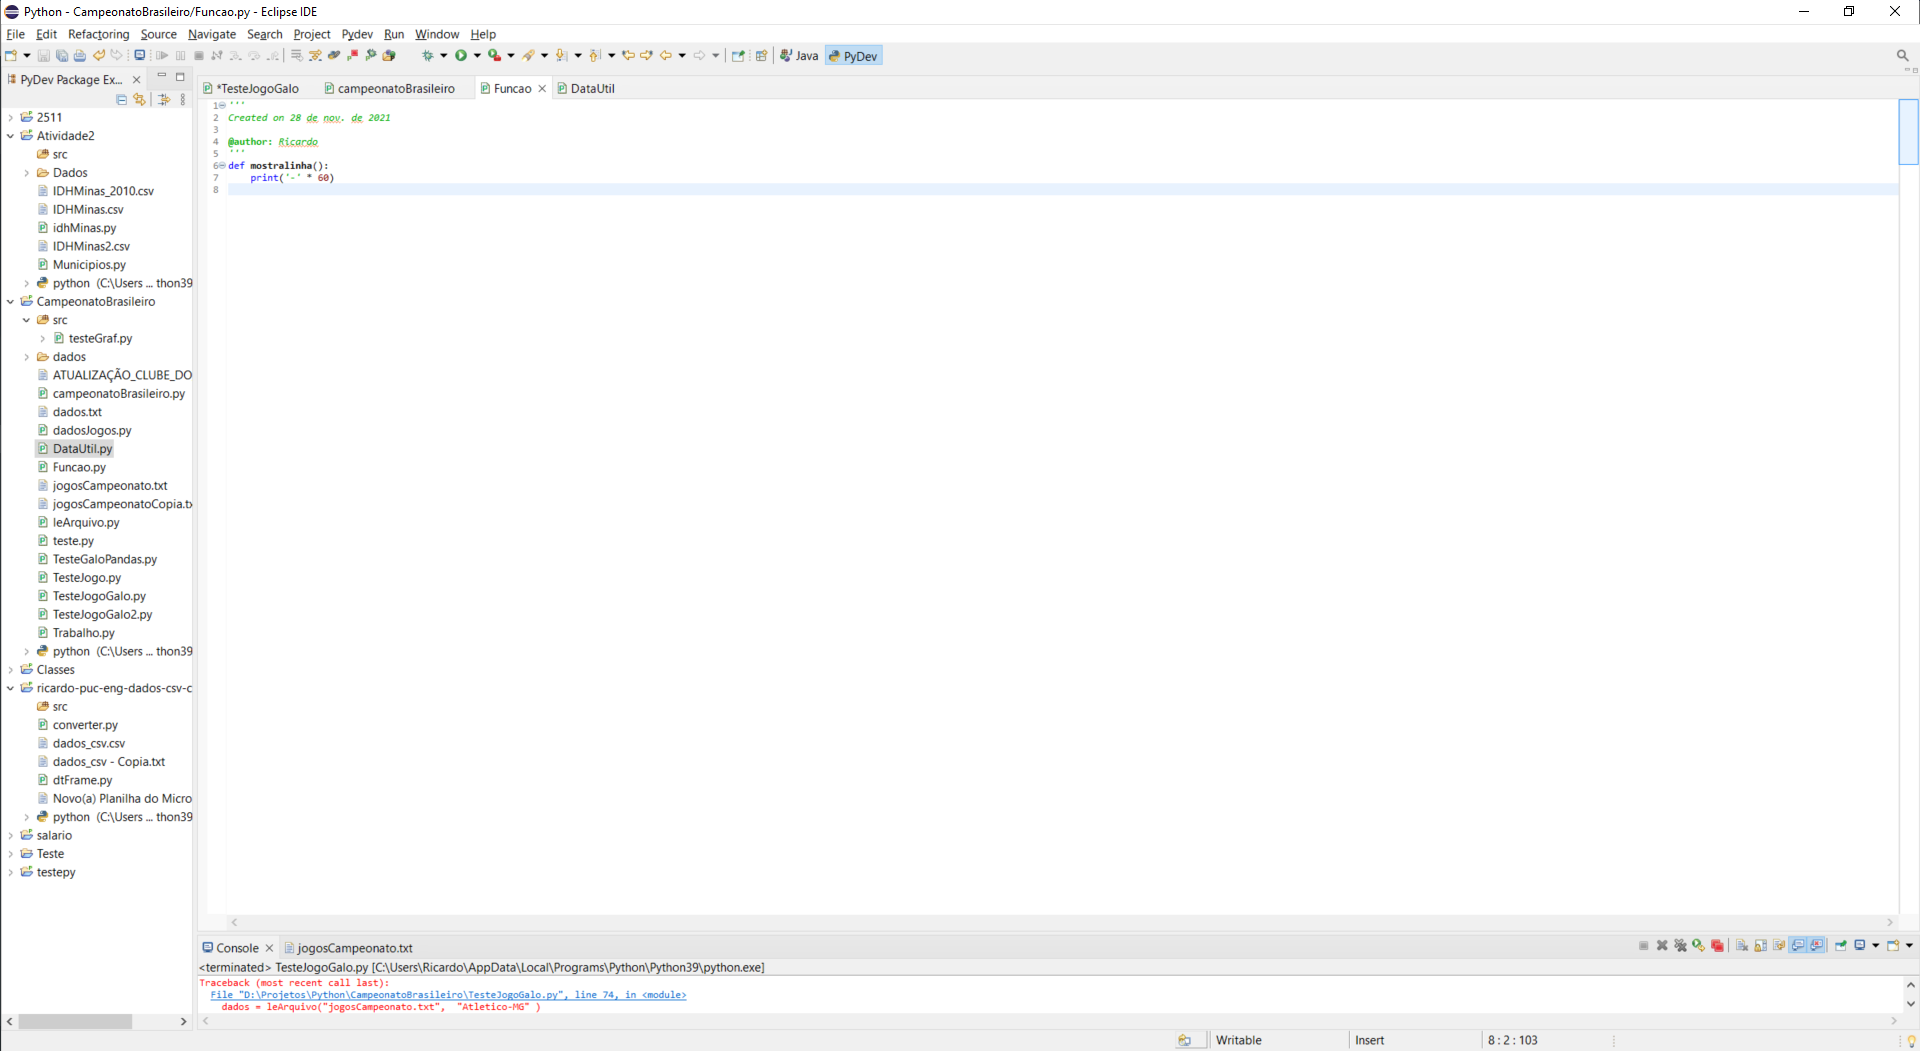 Python - CampeonatoBrasileiro/Funcao.py - Eclipse IDE
File Edit Refactoring Source Navigate Search Project Pydev Run Window Help
Java PyDev
PyDev Package Ex...
*TesteJogoGalo campeonatoBrasileiro Funcao DataUtil
2511
Atividade2
src
Dados
IDHMinas_2010.csv
IDHMinas.csv
idhMinas.py
IDHMinas2.csv
Municipios.py
python (C:\Users ... thon39
CampeonatoBrasileiro
src
testeGraf.py
dados
ATUALIZAÇÃO_CLUBE_DO
campeonatoBrasileiro.py
dados.txt
dadosJogos.py
DataUtil.py
Funcao.py
jogosCampeonato.txt
jogosCampeonatoCopia.tx
leArquivo.py
teste.py
TesteGaloPandas.py
TesteJogo.py
TesteJogoGalo.py
TesteJogoGalo2.py
Trabalho.py
python (C:\Users ... thon39
Classes
ricardo-puc-eng-dados-csv-c
src
converter.py
dados_csv.csv
dados_csv - Copia.txt
dtFrame.py
Novo(a) Planilha do Micro
python (C:\Users ... thon39
salario
Teste
testepy
1 '''
2 Created on 28 de nov. de 2021
3
4 @author: Ricardo
5 '''
6 def mostralinha():
7 print('-' * 60)
8
Console jogosCampeonato.txt
<terminated> TesteJogoGalo.py [C:\Users\Ricardo\AppData\Local\Programs\Python\Python39\python.exe]
Traceback (most recent call last):
File "D:\Projetos\Python\CampeonatoBrasileiro\TesteJogoGalo.py", line 74, in <module>
dados = leArquivo("jogosCampeonato.txt", "Atletico-MG" )
Writable Insert 8 : 2 : 103